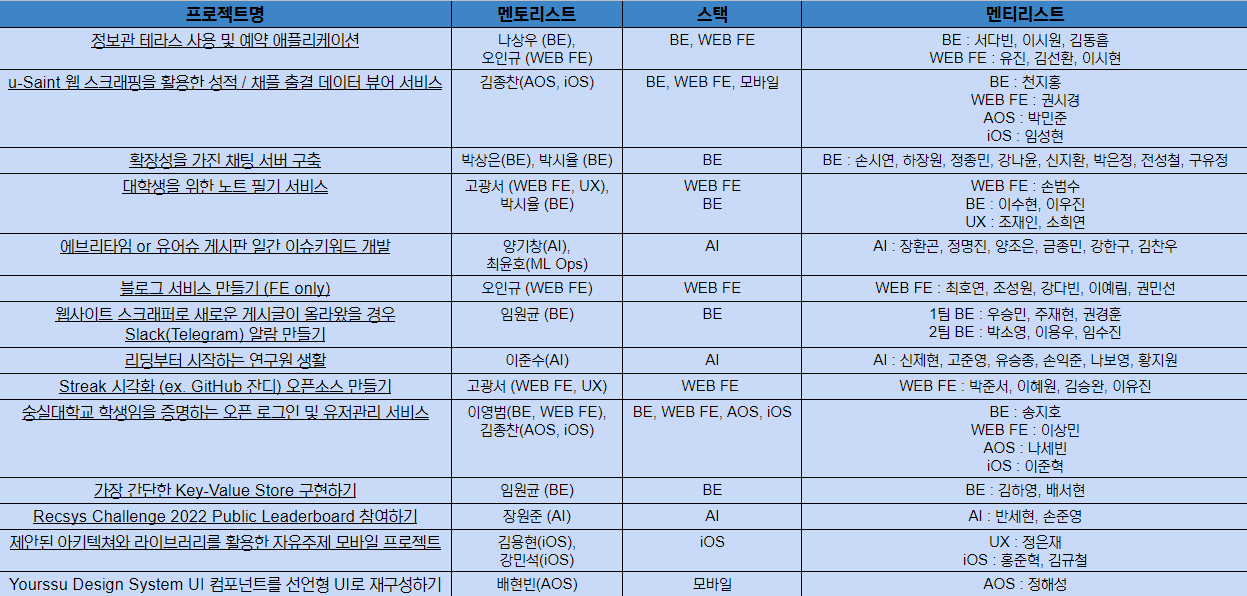 프로젝트명 멘토리스트 스택 멘티리스트
정보관 테라스 사용 및 예약 애플리케이션 나상우 (BE), BE, WEB FE BE : 서다빈, 이시원, 김동흠
오인규 (WEB FE) WEB FE : 유진, 김선환, 이시현
u-Saint 웹 스크래핑을 활용한 성적 / 채플 출결 데이터 뷰어 서비스 김종찬(AOS, iOS) BE, WEB FE, 모바일 BE : 천지홍
WEB FE : 권시경
AOS : 박민준
iOS : 임성현
확장성을 가진 채팅 서버 구축 박상은(BE), 박시율 (BE) BE BE : 손시연, 하장원, 정종민, 강나윤, 신지환, 박은정, 전성철, 구유정
대학생을 위한 노트 필기 서비스 고광서 (WEB FE, UX), WEB FE WEB FE : 손범수
박시율 (BE) BE BE : 이수현, 이우진
UX : 조재인, 소희연
에브리타임 or 유어슈 게시판 일간 이슈키워드 개발 양기창(AI), AI AI : 장환곤, 정명진, 양조은, 금종민, 강한구, 김찬우
최윤호(ML Ops)
블로그 서비스 만들기 (FE only) 오인규 (WEB FE) WEB FE WEB FE : 최호연, 조성원, 강다빈, 이예림, 권민선
웹사이트 스크래퍼로 새로운 게시글이 올라왔을 경우 임원균 (BE) BE 1팀 BE : 우승민, 주재현, 권경훈
Slack(Telegram) 알람 만들기 2팀 BE : 박소영, 이용우, 임수진
리딩부터 시작하는 연구원 생활 이준수(AI) AI AI : 신제현, 고준영, 유승종, 손익준, 나보영, 황지원
Streak 시각화 (ex. GitHub 잔디) 오픈소스 만들기 고광서 (WEB FE, UX) WEB FE WEB FE : 박준서, 이혜원, 김승완, 이유진
숭실대학교 학생임을 증명하는 오픈 로그인 및 유저관리 서비스 이영범(BE, WEB FE), BE, WEB FE, AOS, iOS BE : 송지호
김종찬(AOS, iOS) WEB FE : 이상민
AOS : 나세빈
iOS : 이준혁
가장 간단한 Key-Value Store 구현하기 임원균 (BE) BE BE : 김하영, 배서현
Recsys Challenge 2022 Public Leaderboard 참여하기 장원준 (AI) AI AI : 반세현, 손준영
제안된 아키텍쳐와 라이브러리를 활용한 자유주제 모바일 프로젝트 김용현(iOS), iOS UX : 정은재
강민석(iOS) iOS : 홍준혁, 김규철
Yourssu Design System UI 컴포넌트를 선언형 UI로 재구성하기 배현빈(AOS) 모바일 AOS : 정해성